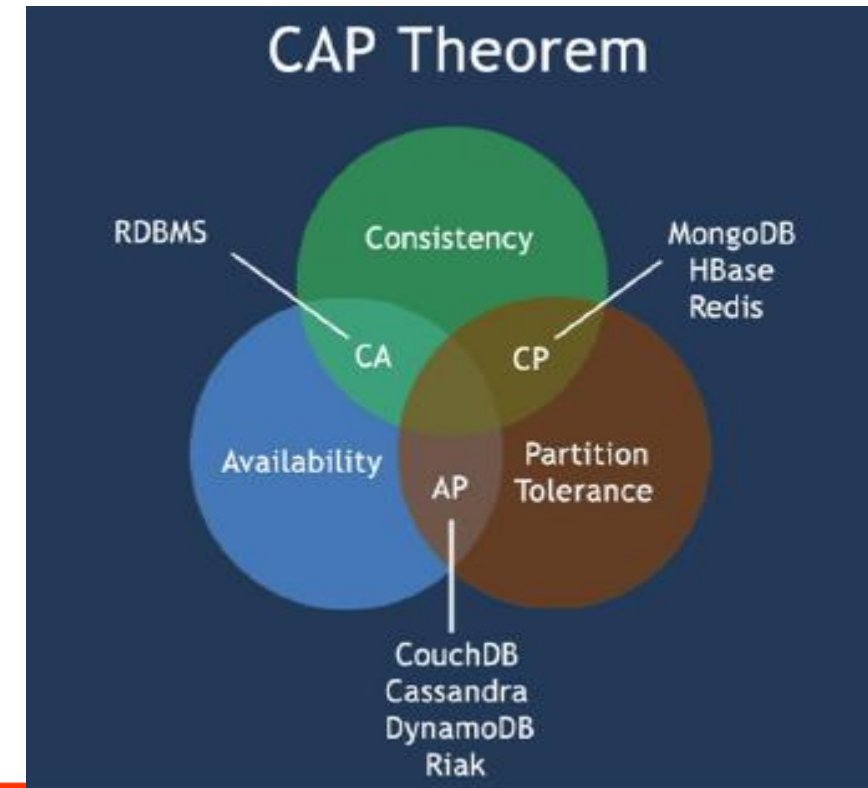 CAP Theorem
RDBMS
Consistency
MongoDB
HBase
Redis
CA
CP
Availability
Partition
Tolerance
AP
CouchDB
Cassandra
DynamoDB
Riak